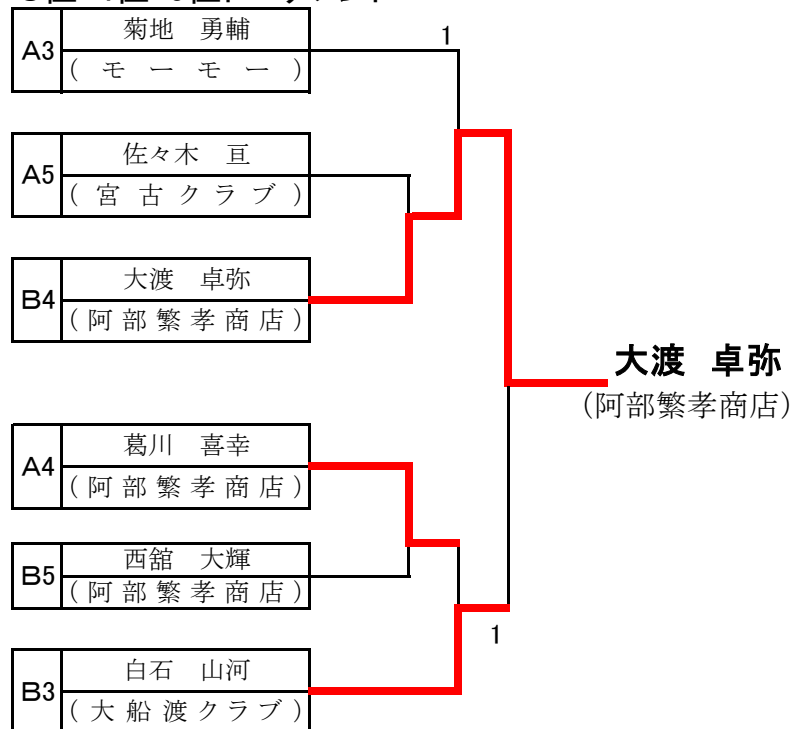 A3
菊地　勇輔
(モーモー)
1
A5
佐々木　亘
(宮古クラブ)
B4
大渡　卓弥
(阿部繁孝商店)
大渡　卓弥
(阿部繁孝商店)
A4
葛川　喜幸
(阿部繁孝商店)
B5
西舘　大輝
(阿部繁孝商店)
1
B3
白石　山河
(大船渡クラブ)